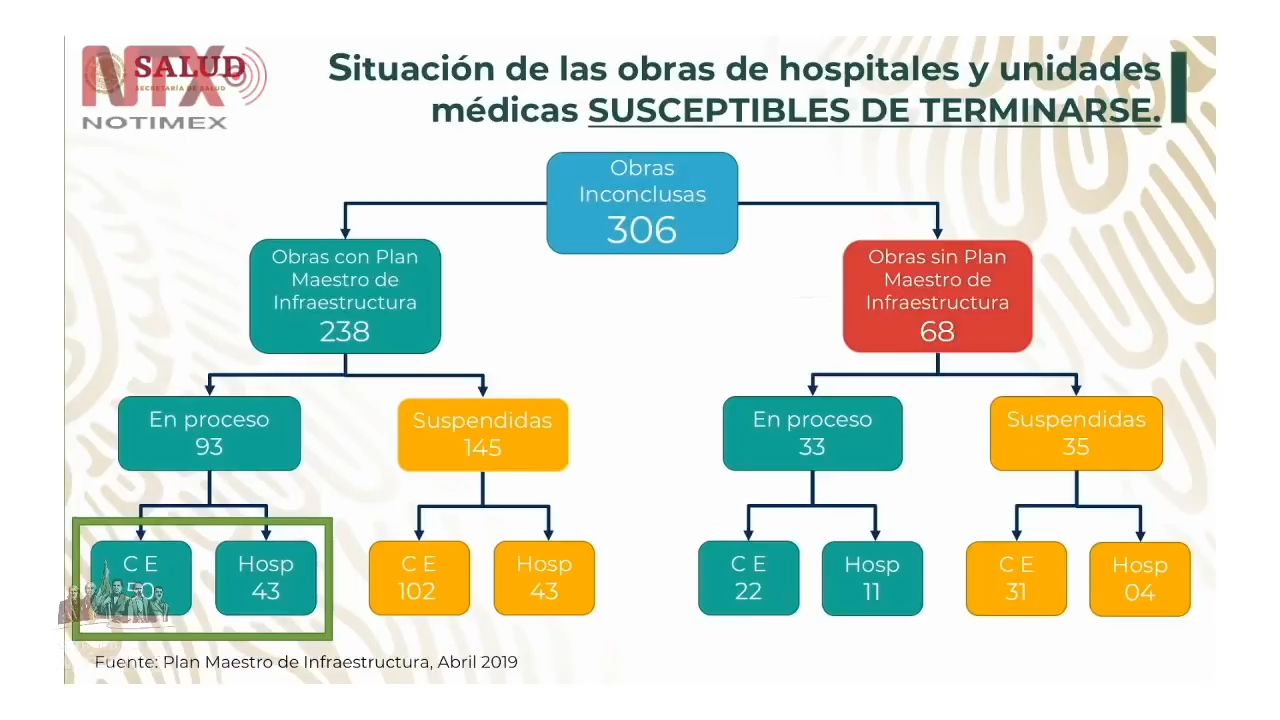 NTX
SALUD
SECRETARÍA DE SALUD
NOTIMEX
Situación de las obras de hospitales y unidades
médicas SUSCEPTIBLES DE TERMINARSE.
Obras
Inconclusas
306
Obras con Plan
Maestro de
Infraestructura
238
Obras sin Plan
Maestro de
Infraestructura
68
En proceso
93
Suspendidas
145
En proceso
33
Suspendidas
35
C E
50
Hosp
43
C E
102
Hosp
43
C E
22
Hosp
11
C E
31
Hosp
04
Fuente: Plan Maestro de Infraestructura, Abril 2019